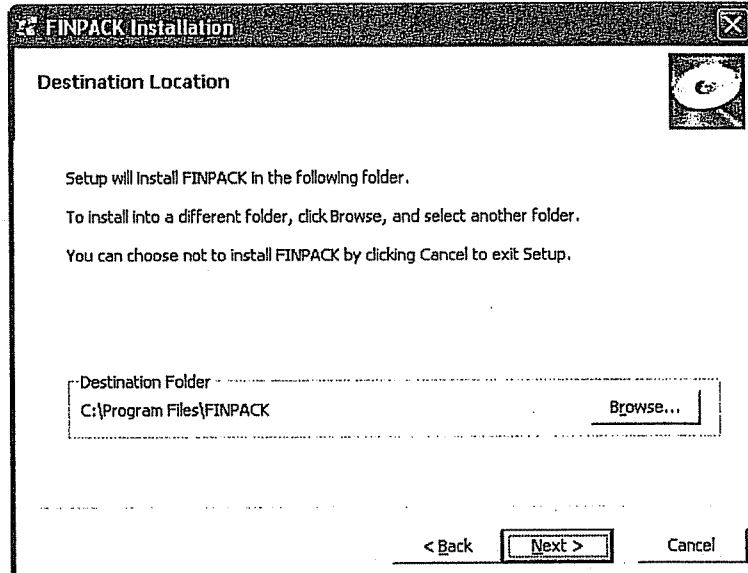 FINPACK Installation
Destination Location
Setup will install FINPACK in the following folder.
To install into a different folder, click Browse, and select another folder.
You can choose not to install FINPACK by clicking Cancel to exit Setup.
Destination Folder
C:\Program Files\FINPACK
Browse...
< Back
Next >
Cancel